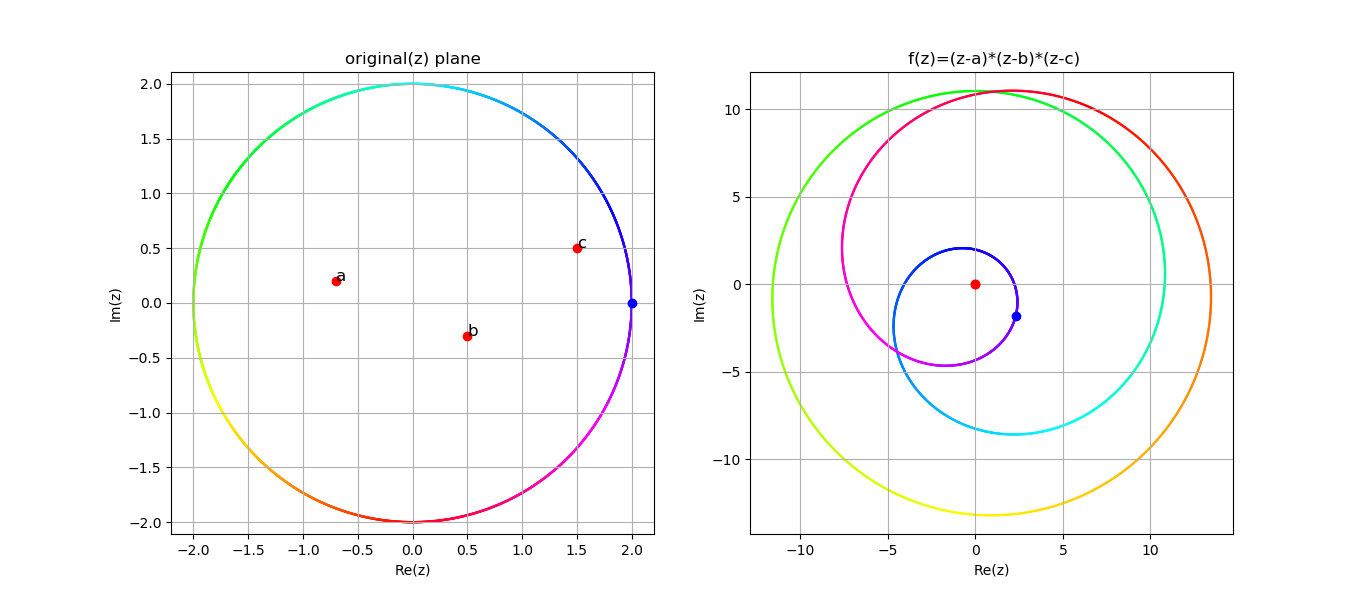 original(z) plane
2.0
1.5
1.0
0.5
0.0
−0.5
−1.0
−1.5
−2.0
Im(z)
a
b
c
−2.0 −1.5 −1.0 −0.5 0.0 0.5 1.0 1.5 2.0
Re(z)
f(z)=(z-a)*(z-b)*(z-c)
10
5
0
−5
−10
Im(z)
−10 −5 0 5 10
Re(z)